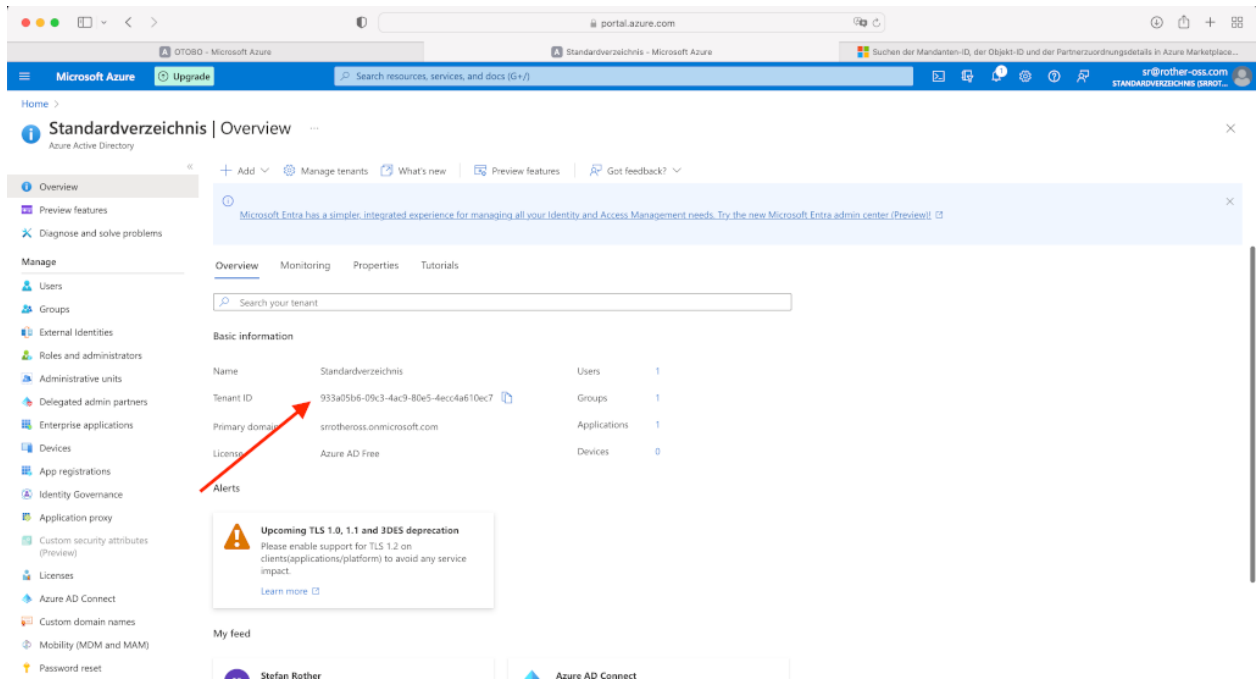 portal.azure.com
OTOBO - Microsoft Azure
Standardverzeichnis - Microsoft Azure
Suchen der Mandanten-ID, der Objekt-ID und der Partnerzuordnungsdetails in Azure Marketplace...
Microsoft Azure
Upgrade
Search resources, services, and docs (G+/)
1
sr@rother-oss.com
STANDARDVERZEICHNIS (SRROT...
Home >
Standardverzeichnis | Overview ...
Azure Active Directory
Add
Manage tenants
What's new
Preview features
Got feedback?
Overview
Preview features
Diagnose and solve problems
Manage
Users
Groups
External Identities
Roles and administrators
Administrative units
Delegated admin partners
Enterprise applications
Devices
App registrations
Identity Governance
Application proxy
Custom security attributes
(Preview)
Licenses
Azure AD Connect
Custom domain names
Mobility (MDM and MAM)
Password reset
Microsoft Entra has a simpler, integrated experience for managing all your Identity and Access Management needs. Try the new Microsoft Entra admin center (Preview)!
Overview Monitoring Properties Tutorials
Search your tenant
Basic information
Name Standardverzeichnis Users 1
Tenant ID 933a05b6-09c3-4ac9-80e5-4ecc4a610ec7 Groups 1
Primary domain srrotheross.onmicrosoft.com Applications 1
License Azure AD Free Devices 0
Alerts
Upcoming TLS 1.0, 1.1 and 3DES deprecation
Please enable support for TLS 1.2 on
clients(applications/platform) to avoid any service
impact.
Learn more
My feed
Stefan Rother
Azure AD Connect